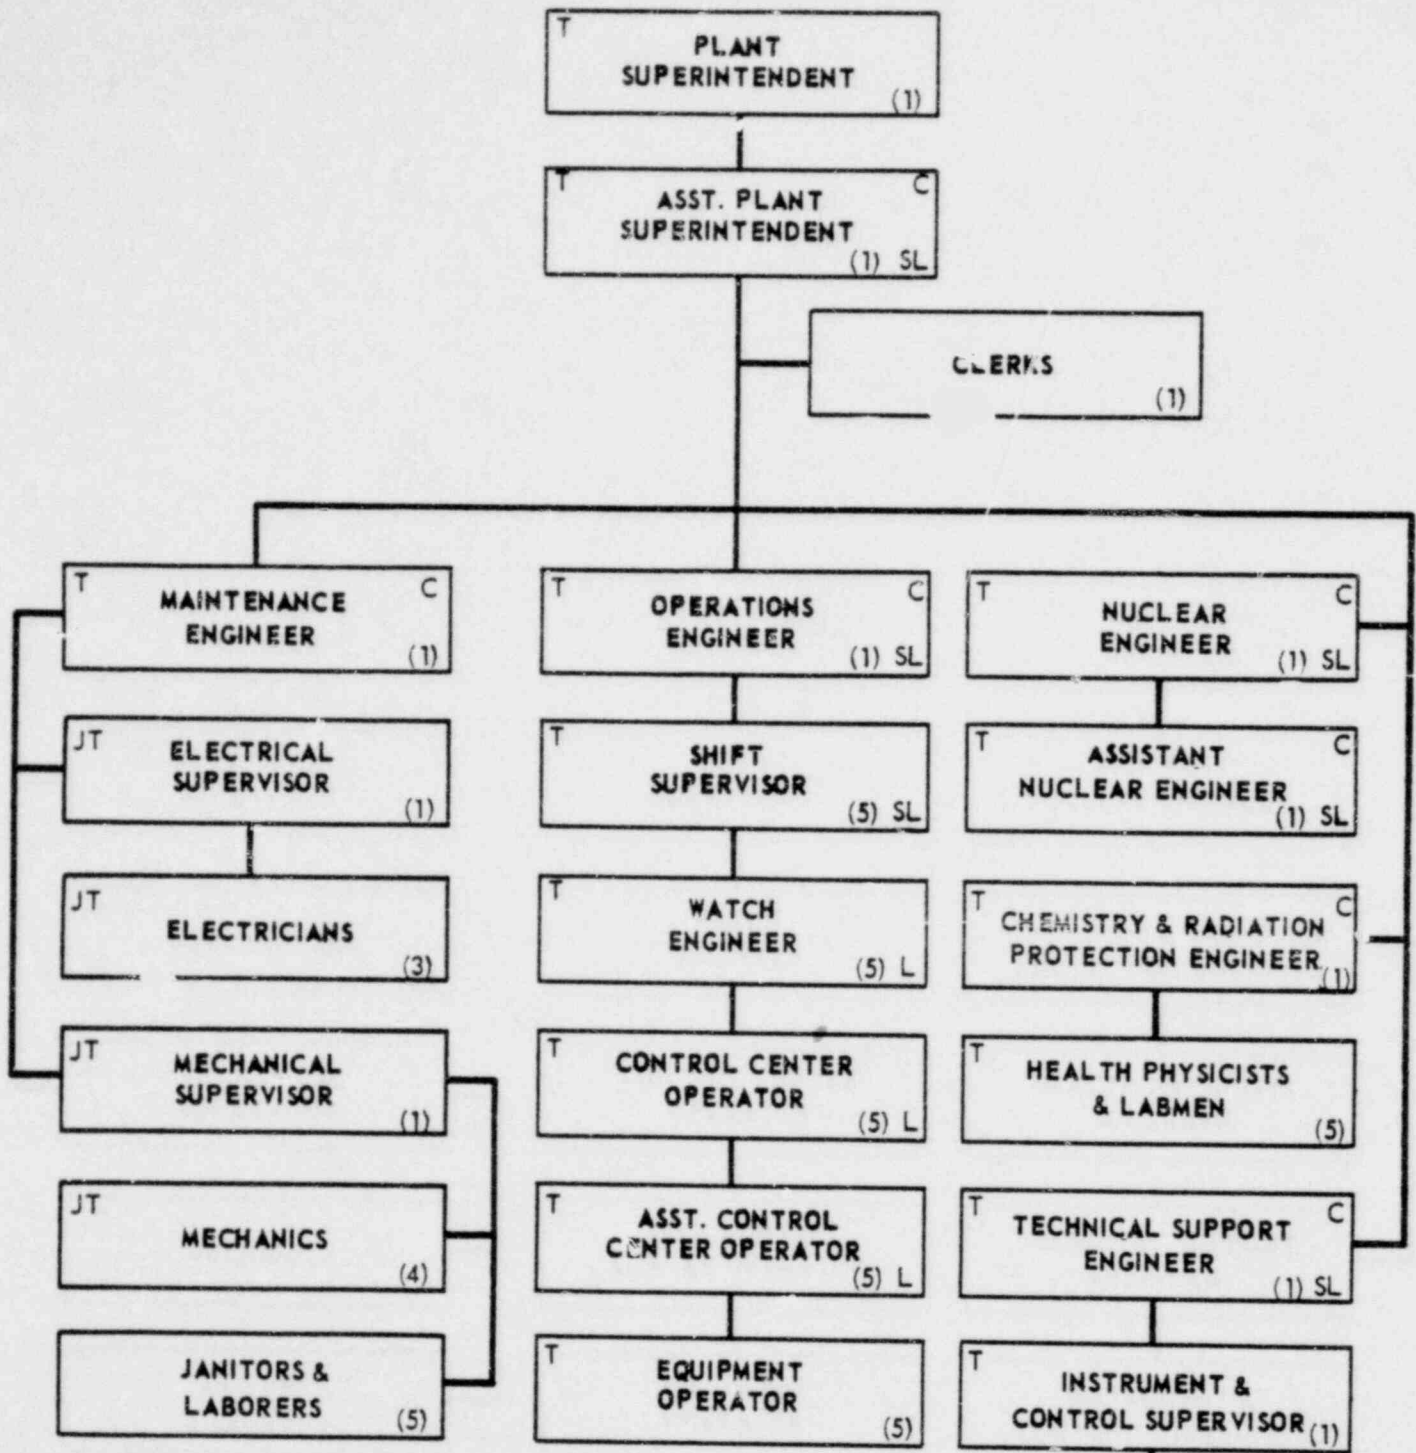 T
PLANT
SUPERINTENDENT
(1)
T C
ASST. PLANT
SUPERINTENDENT
(1) SL
CLERKS
(1)
T C
MAINTENANCE
ENGINEER
(1)
JT
ELECTRICAL
SUPERVISOR
(1)
JT
ELECTRICIANS
(3)
JT
MECHANICAL
SUPERVISOR
(1)
JT
MECHANICS
(4)
JANITORS &
LABORERS
(5)
T C
OPERATIONS
ENGINEER
(1) SL
T
SHIFT
SUPERVISOR
(5) SL
T
WATCH
ENGINEER
(5) L
T
CONTROL CENTER
OPERATOR
(5) L
T
ASST. CONTROL
CENTER OPERATOR
(5) L
T
EQUIPMENT
OPERATOR
(5)
T C
NUCLEAR
ENGINEER
(1) SL
T C
ASSISTANT
NUCLEAR ENGINEER
(1) SL
T C
CHEMISTRY & RADIATION
PROTECTION ENGINEER
(1)
T
HEALTH PHYSICISTS
& LABMEN
(5)
T C
TECHNICAL SUPPORT
ENGINEER
(1) SL
T
INSTRUMENT &
CONTROL SUPERVISOR
(1)